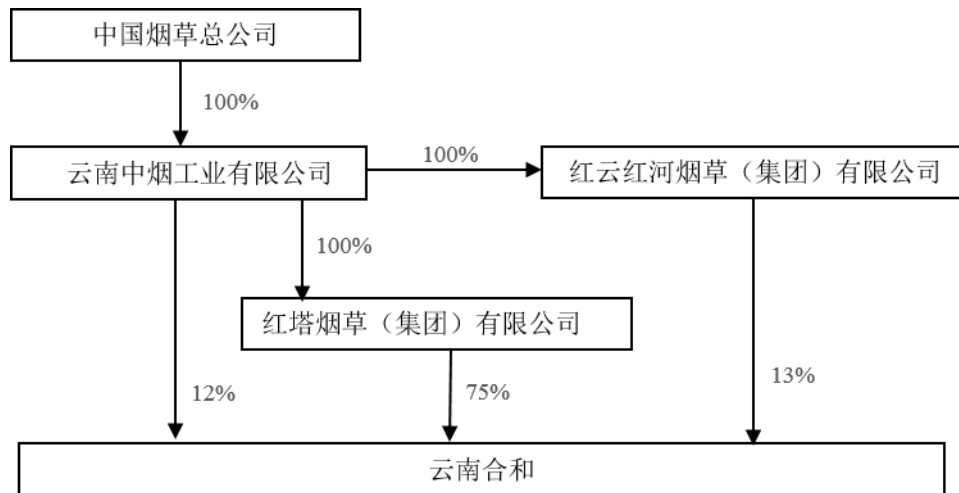 中国烟草总公司
100%
云南中烟工业有限公司
100%
红云红河烟草（集团）有限公司
100%
红塔烟草（集团）有限公司
12%
75%
13%
云南合和